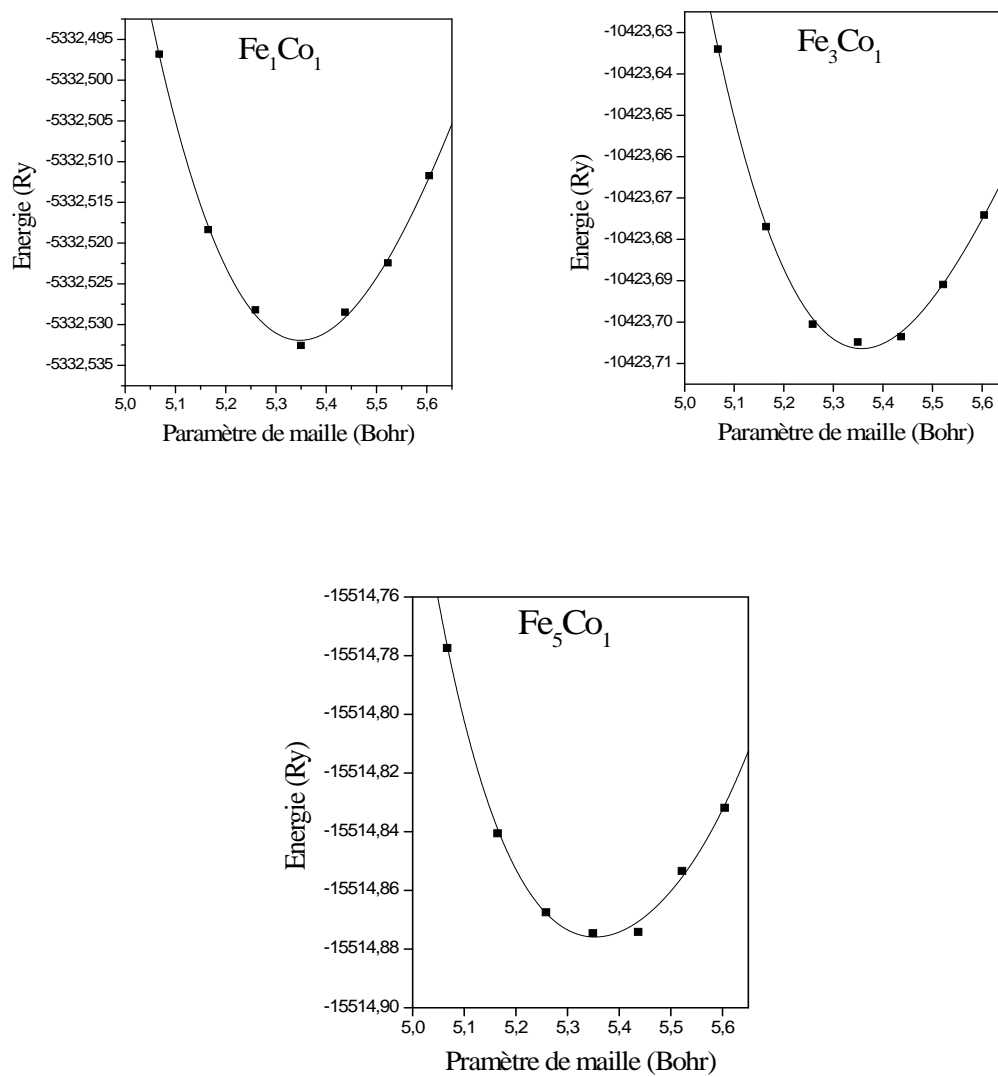 Fe1Co1
-5332,495
-5332,500
-5332,505
-5332,510
-5332,515
-5332,520
-5332,525
-5332,530
-5332,535
Energie (Ry
5,0 5,1 5,2 5,3 5,4 5,5 5,6
Paramètre de maille (Bohr)
Fe3Co1
-10423,63
-10423,64
-10423,65
-10423,66
-10423,67
-10423,68
-10423,69
-10423,70
-10423,71
Energie (Ry)
5,0 5,1 5,2 5,3 5,4 5,5 5,6
Paramètre de maille (Bohr)
Fe5Co1
-15514,76
-15514,78
-15514,80
-15514,82
-15514,84
-15514,86
-15514,88
-15514,90
Energie (Ry)
5,0 5,1 5,2 5,3 5,4 5,5 5,6
Pramètre de maille (Bohr)